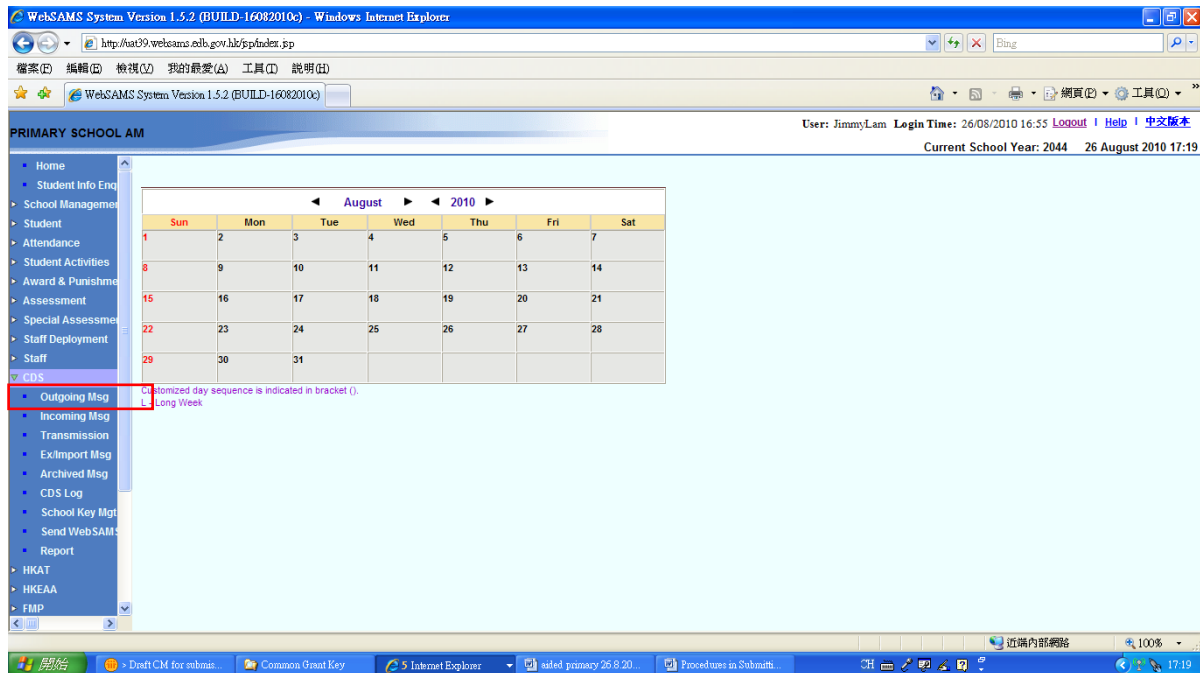 WebSAMS System Version 1.5.2 (BUILD-16082010c) - Windows Internet Explorer
http://uat39.websams.edb.gov.hk/jsp/index.jsp
Bing
檔案(F) 編輯(E) 檢視(V) 我的最愛(A) 工具(T) 說明(H)
WebSAMS System Version 1.5.2 (BUILD-16082010c)
網頁(P) 工具(O) »
PRIMARY SCHOOL AM
User: JimmyLam Login Time: 26/08/2010 16:55 Logout | Help | 中文版本
Current School Year: 2044 26 August 2010 17:19
Home
Student Info Enq
School Managemen
Student
Attendance
Student Activities
Award & Punishme
Assessment
Special Assessmen
Staff Deployment
Staff
CDS
Outgoing Msg
Incoming Msg
Transmission
Ex/Import Msg
Archived Msg
CDS Log
School Key Mgt
Send WebSAMS
Report
HKAT
HKEAA
FMP
◄ August ► ◄ 2010 ►
Sun Mon Tue Wed Thu Fri Sat
1 2 3 4 5 6 7
8 9 10 11 12 13 14
15 16 17 18 19 20 21
22 23 24 25 26 27 28
29 30 31
Customized day sequence is indicated in bracket ().
L - Long Week
近端內部網路 100%
開始 > Draft CM for submis... Common Grant Key 5 Internet Explorer aided primary 26.8.20... Procedures in Submitti... CH 17:19